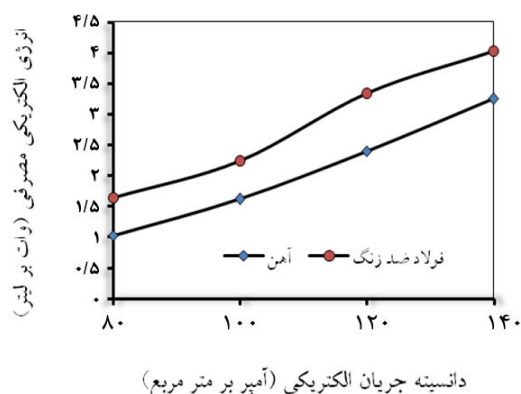 انرژی الکتریکی مصرفی (وات بر لیتر)
۴/۵
۴
۳/۵
۳
۲/۵
۲
۱/۵
۱
۰/۵
۰
فولاد ضد زنگ آهن
۸۰ ۱۰۰ ۱۲۰ ۱۴۰
دانسیته جریان الکتریکی (آمپر بر متر مربع)